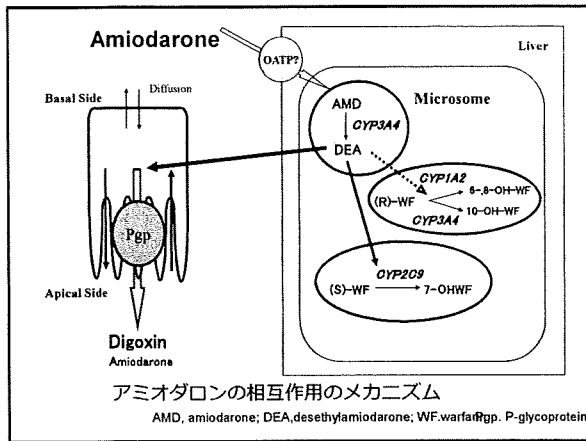 Amiodarone
Liver
OATP?
Diffusion
Basal Side
Microsome
AMD
CYP3A4
DEA
CYP1A2
6-,8-OH-WF
(R)-WF
CYP3A4
10-OH-WF
Pgp
CYP2C9
(S)-WF
7-OHWF
Apical Side
Digoxin
Amiodarone
アミオダロンの相互作用のメカニズム
AMD, amiodarone; DEA,desethylamiodarone; WF.warfarin Pgp. P-glycoprotein